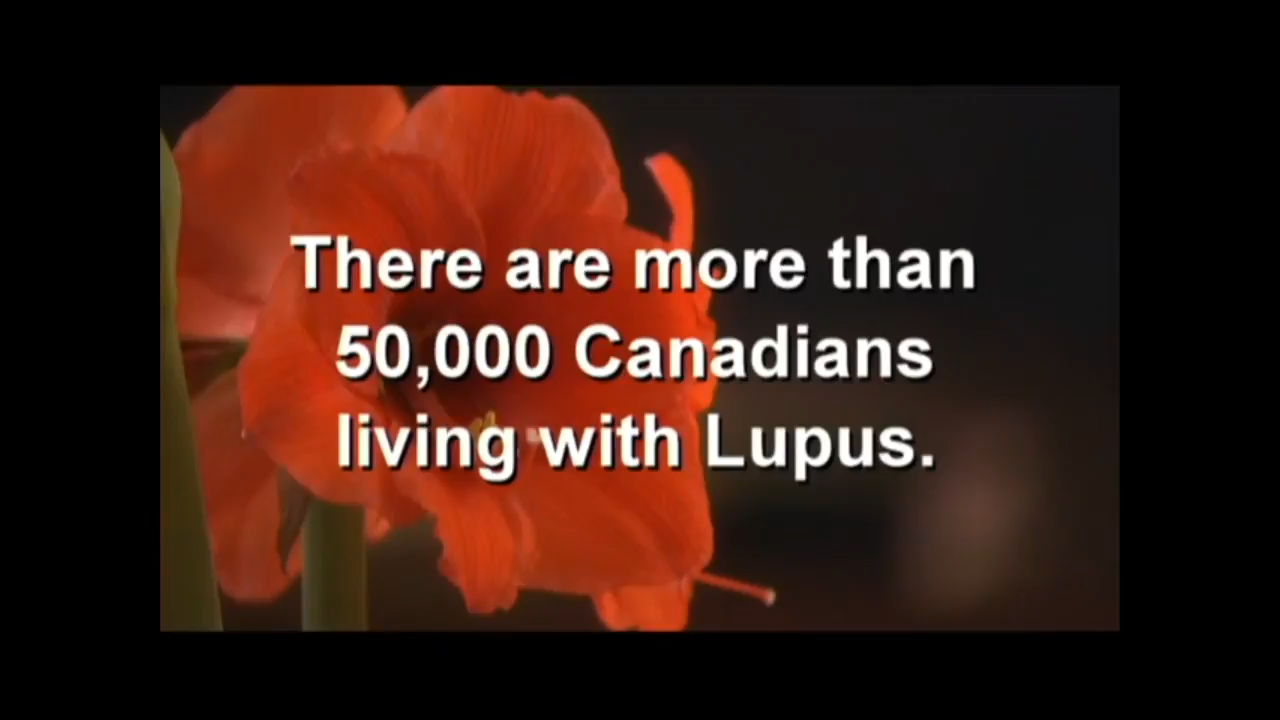 There are more than
50,000 Canadians
living with Lupus.